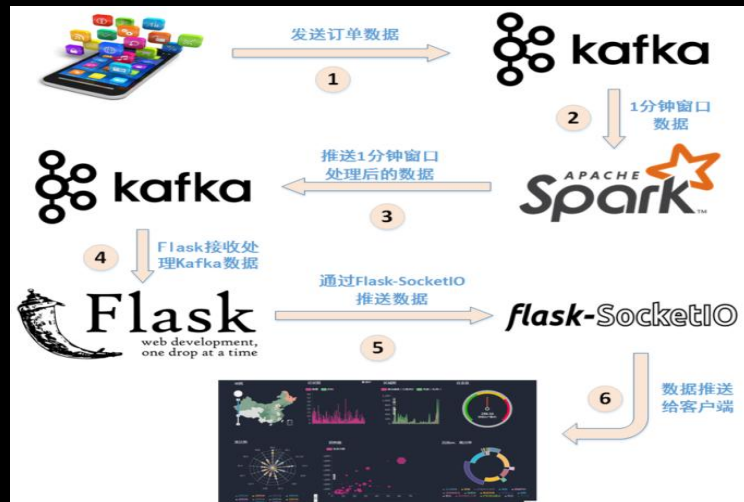 发送订单数据
1
kafka
2
1分钟窗口
数据
APACHE
Spark
TM
推送1分钟窗口
处理后的数据
3
kafka
4
Flask接收处
理Kafka数据
Flask
web development,
one drop at a time
通过Flask-SocketIO
推送数据
5
flask-SocketIO
6
数据推送
给客户端